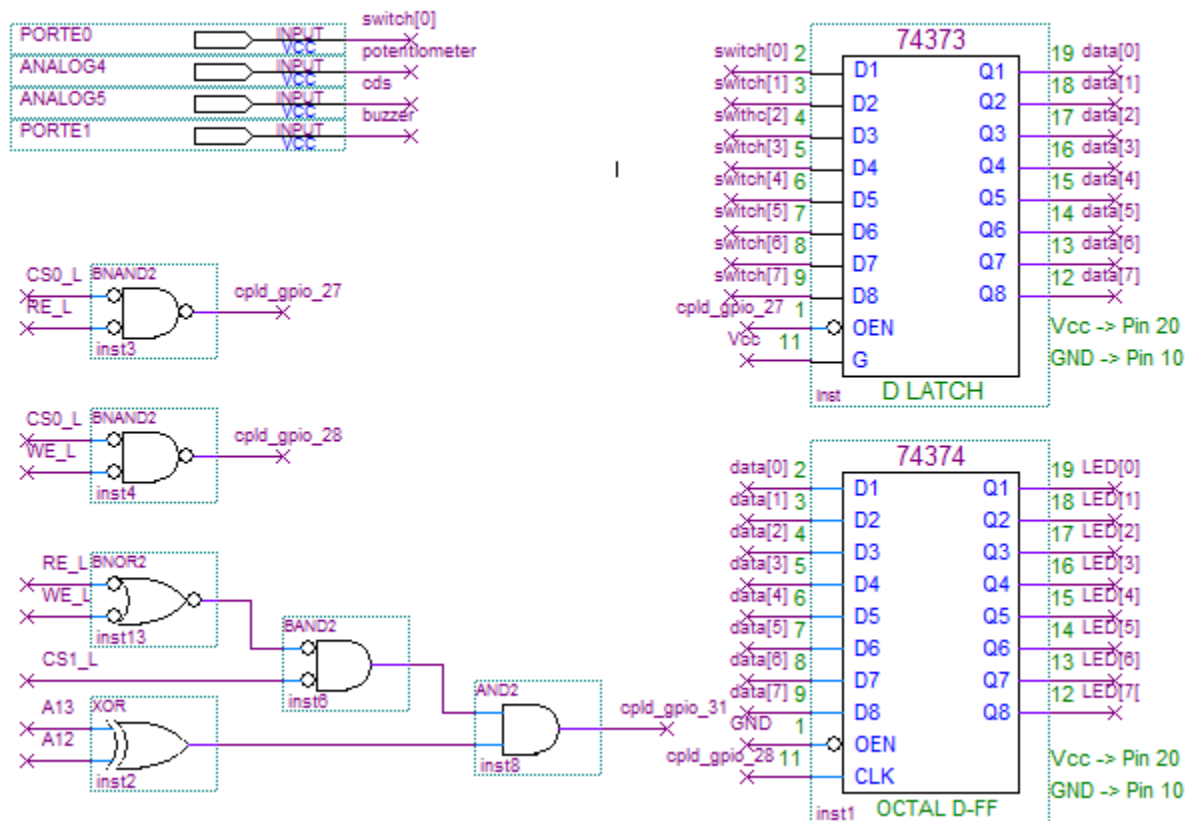 PORTE0 INPUT VCC switch[0]
ANALOG4 INPUT VCC potentiometer
ANALOG5 INPUT VCC cds
PORTE1 INPUT VCC buzzer
CS0_L BNAND2
RE_L
cpld_gpio_27
inst3
CS0_L BNAND2
WE_L
cpld_gpio_28
inst4
RE_L BNOR2
WE_L
inst13
BAND2
CS1_L
inst6
A13 XOR
A12
inst2
AND2
cpld_gpio_31
inst8
74373
switch[0] 2 D1 Q1 19 data[0]
switch[1] 3 D2 Q2 18 data[1]
swithc[2] 4 D3 Q3 17 data[2]
switch[3] 5 D4 Q4 16 data[3]
switch[4] 6 D5 Q5 15 data[4]
switch[5] 7 D6 Q6 14 data[5]
switch[6] 8 D7 Q7 13 data[6]
switch[7] 9 D8 Q8 12 data[7]
cpld_gpio_27 1 OEN
Vcc 11 G
Vcc -> Pin 20
GND -> Pin 10
inst D LATCH
74374
data[0] 2 D1 Q1 19 LED[0]
data[1] 3 D2 Q2 18 LED[1]
data[2] 4 D3 Q3 17 LED[2]
data[3] 5 D4 Q4 16 LED[3]
data[4] 6 D5 Q5 15 LED[4]
data[5] 7 D6 Q6 14 LED[5]
data[6] 8 D7 Q7 13 LED[6]
data[7] 9 D8 Q8 12 LED[7[
GND 1 OEN
cpld_gpio_28 11 CLK
Vcc -> Pin 20
GND -> Pin 10
inst1 OCTAL D-FF